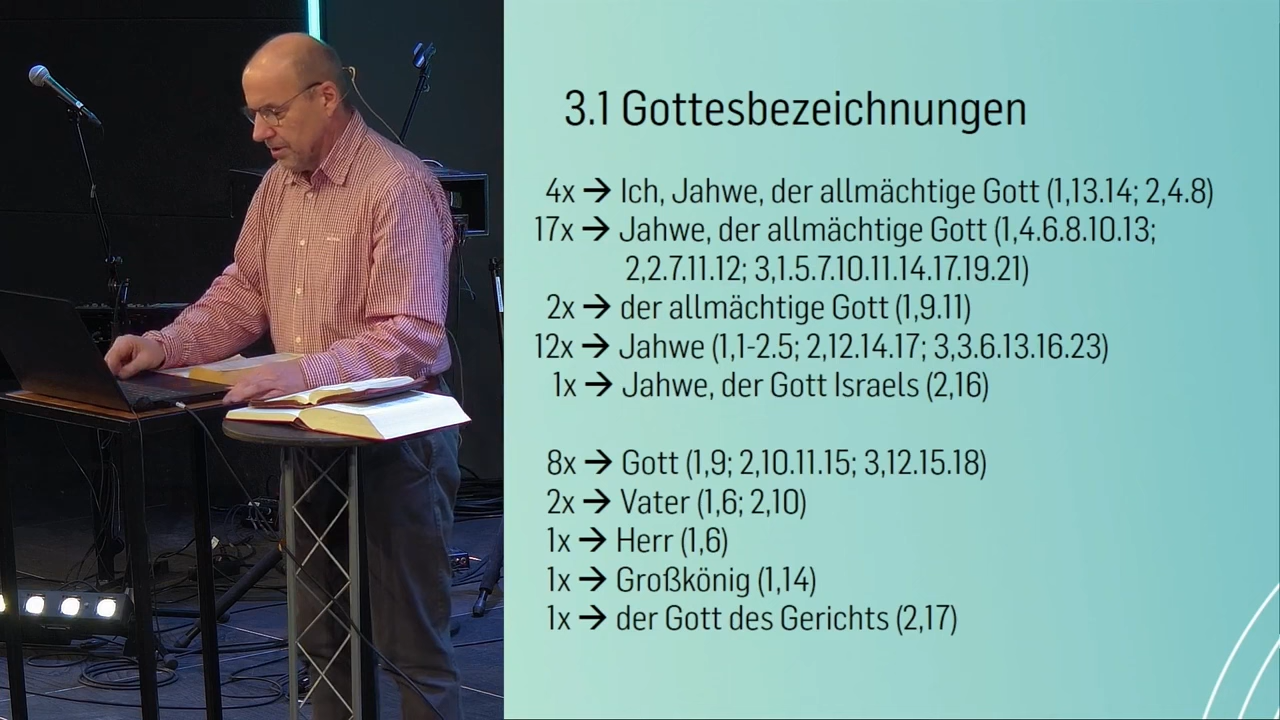 3.1 Gottesbezeichnungen
4x → Ich, Jahwe, der allmächtige Gott (1,13.14; 2,4.8)
17x → Jahwe, der allmächtige Gott (1,4.6.8.10.13;
2,2.7.11.12; 3,1.5.7.10.11.14.17.19.21)
2x → der allmächtige Gott (1,9.11)
12x → Jahwe (1,1-2.5; 2,12.14.17; 3,3.6.13.16.23)
1x → Jahwe, der Gott Israels (2,16)
8x → Gott (1,9; 2,10.11.15; 3,12.15.18)
2x → Vater (1,6; 2,10)
1x → Herr (1,6)
1x → Großkönig (1,14)
1x → der Gott des Gerichts (2,17)